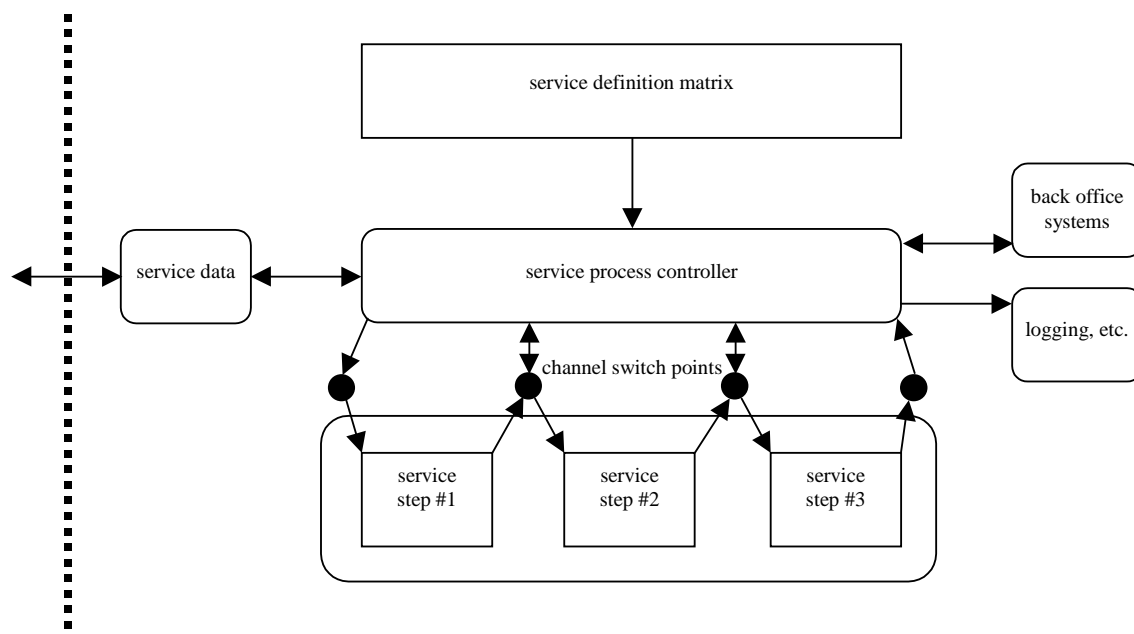 service definition matrix
back office
systems
service data
service process controller
logging, etc.
channel switch points
service
step #1
service
step #2
service
step #3